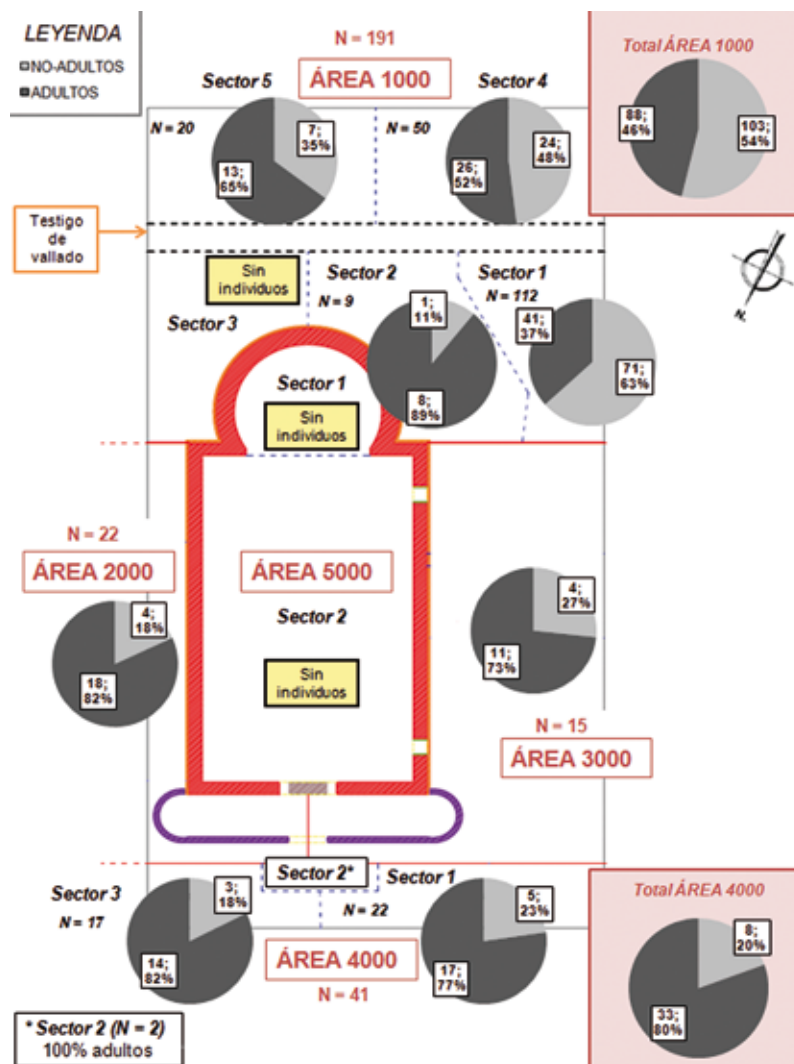 LEYENDA
NO-ADULTOS
ADULTOS
N = 191
ÁREA 1000
Sector 5
Sector 4
N = 20
N = 50
7;
35%
13;
65%
24;
48%
26;
52%
Total ÁREA 1000
88;
46%
103;
54%
Testigo
de
vallado
Sin
individuos
Sector 3
Sector 2
N = 9
1;
11%
8;
89%
Sector 1
N = 112
41;
37%
71;
63%
N.
Sector 1
Sin
individuos
N = 22
ÁREA 2000
4;
18%
18;
82%
ÁREA 5000
Sector 2
Sin
individuos
4;
27%
11;
73%
N = 15
ÁREA 3000
Sector 3
N = 17
3;
18%
14;
82%
Sector 2*
Sector 1
N = 22
5;
23%
17;
77%
ÁREA 4000
N = 41
Total ÁREA 4000
8;
20%
33;
80%
* Sector 2 (N = 2)
100% adultos